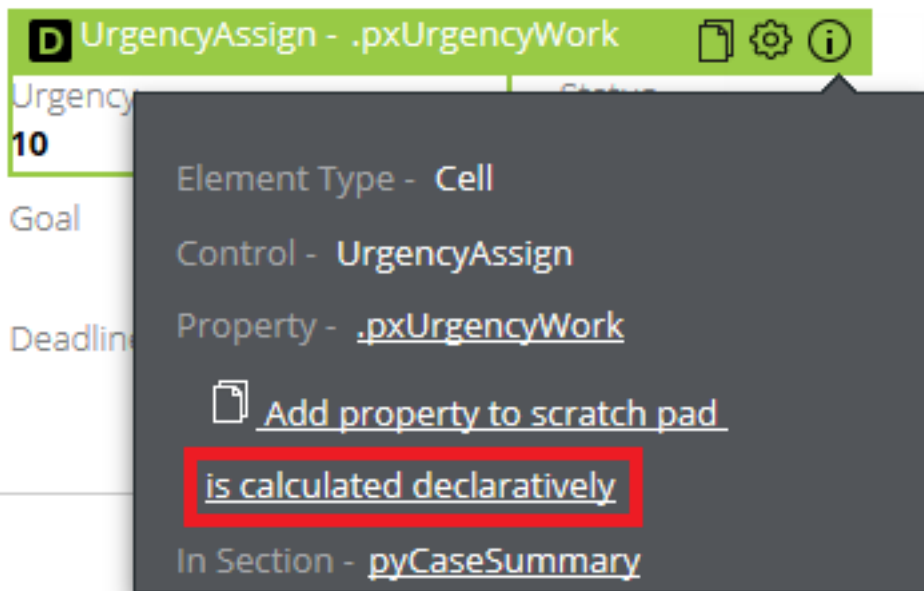 D UrgencyAssign - .pxUrgencyWork
Urgency
10
Status
Element Type - Cell
Goal
Control - UrgencyAssign
Property - .pxUrgencyWork
Add property to scratch pad
is calculated declaratively
In Section - pyCaseSummary